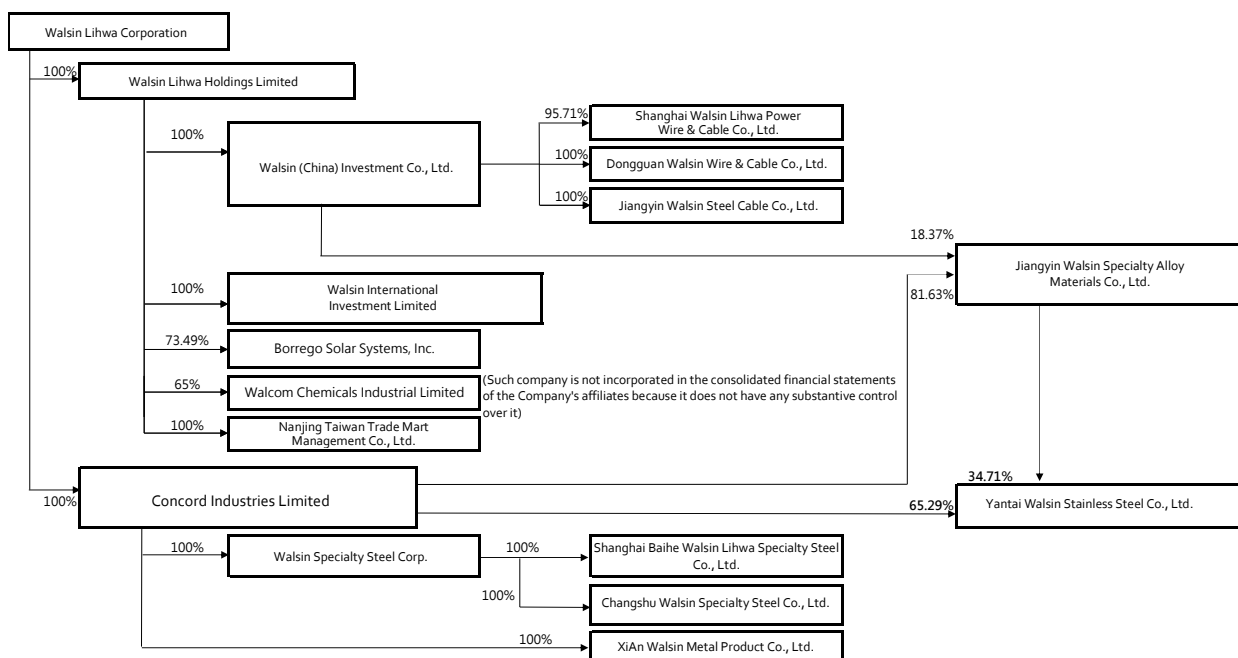 Walsin Lihwa Corporation
100%
Walsin Lihwa Holdings Limited
100%
Walsin (China) Investment Co., Ltd.
95.71%
Shanghai Walsin Lihwa Power
Wire & Cable Co., Ltd.
100%
Dongguan Walsin Wire & Cable Co., Ltd.
100%
Jiangyin Walsin Steel Cable Co., Ltd.
18.37%
Jiangyin Walsin Specialty Alloy
Materials Co., Ltd.
81.63%
100%
Walsin International
Investment Limited
73.49%
Borrego Solar Systems, Inc.
65%
Walcom Chemicals Industrial Limited
(Such company is not incorporated in the consolidated financial statements
of the Company's affiliates because it does not have any substantive control
over it)
100%
Nanjing Taiwan Trade Mart
Management Co., Ltd.
100%
Concord Industries Limited
34.71%
65.29%
Yantai Walsin Stainless Steel Co., Ltd.
100%
Walsin Specialty Steel Corp.
100%
Shanghai Baihe Walsin Lihwa Specialty Steel
Co., Ltd.
100%
Changshu Walsin Specialty Steel Co., Ltd.
100%
XiAn Walsin Metal Product Co., Ltd.